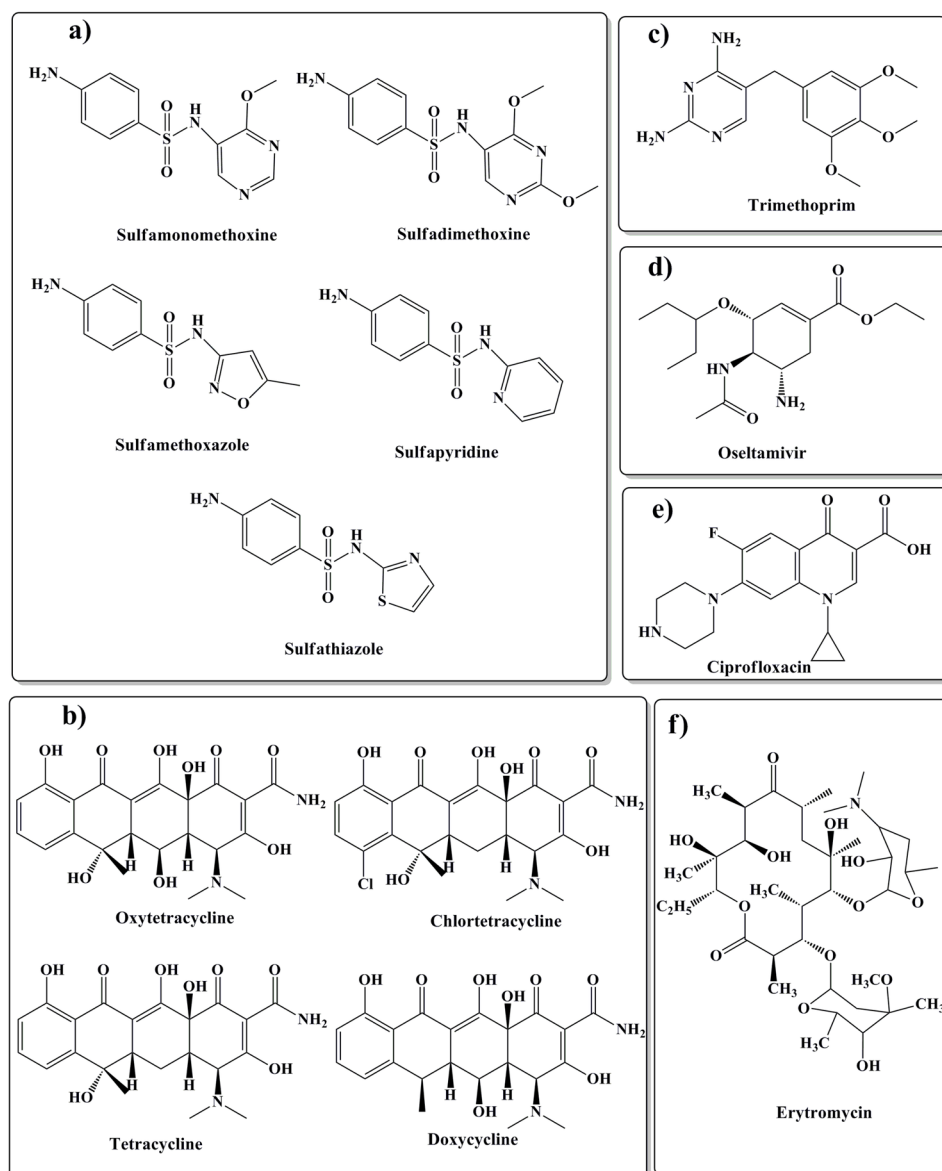 a)
H₂N
O
H
N
S
O
O
N
N
Sulfamonomethoxine
H₂N
O
H
N
S
O
O
N
N
O
Sulfadimethoxine
H₂N
O
H
N
S
O
N
O
Sulfamethoxazole
H₂N
O
H
N
S
O
N
Sulfapyridine
H₂N
O
H
N
S
O
N
S
Sulfathiazole
b)
OH O OH OH O O
NH₂
OH
HO H OH H N
Oxytetracycline
OH O OH OH O O
NH₂
OH
Cl HO H H N
Chlortetracycline
OH O OH OH O O
NH₂
OH
HO H H N
Tetracycline
OH O OH OH O O
NH₂
OH
H OH H N
Doxycycline
c)
NH₂
N
H₂N N
O
O
O
Trimethoprim
d)
O
O
O
HN
NH₂
O
Oseltamivir
e)
O O
F
OH
N N
HN
Ciprofloxacin
f)
O
N
H₃C
OH
HO
OH
HO
H₃C
H₃C
C₂H₅
O
O
O
O
O
CH₃
O
OCH₃
CH₃
H₃C
OH
Erytromycin